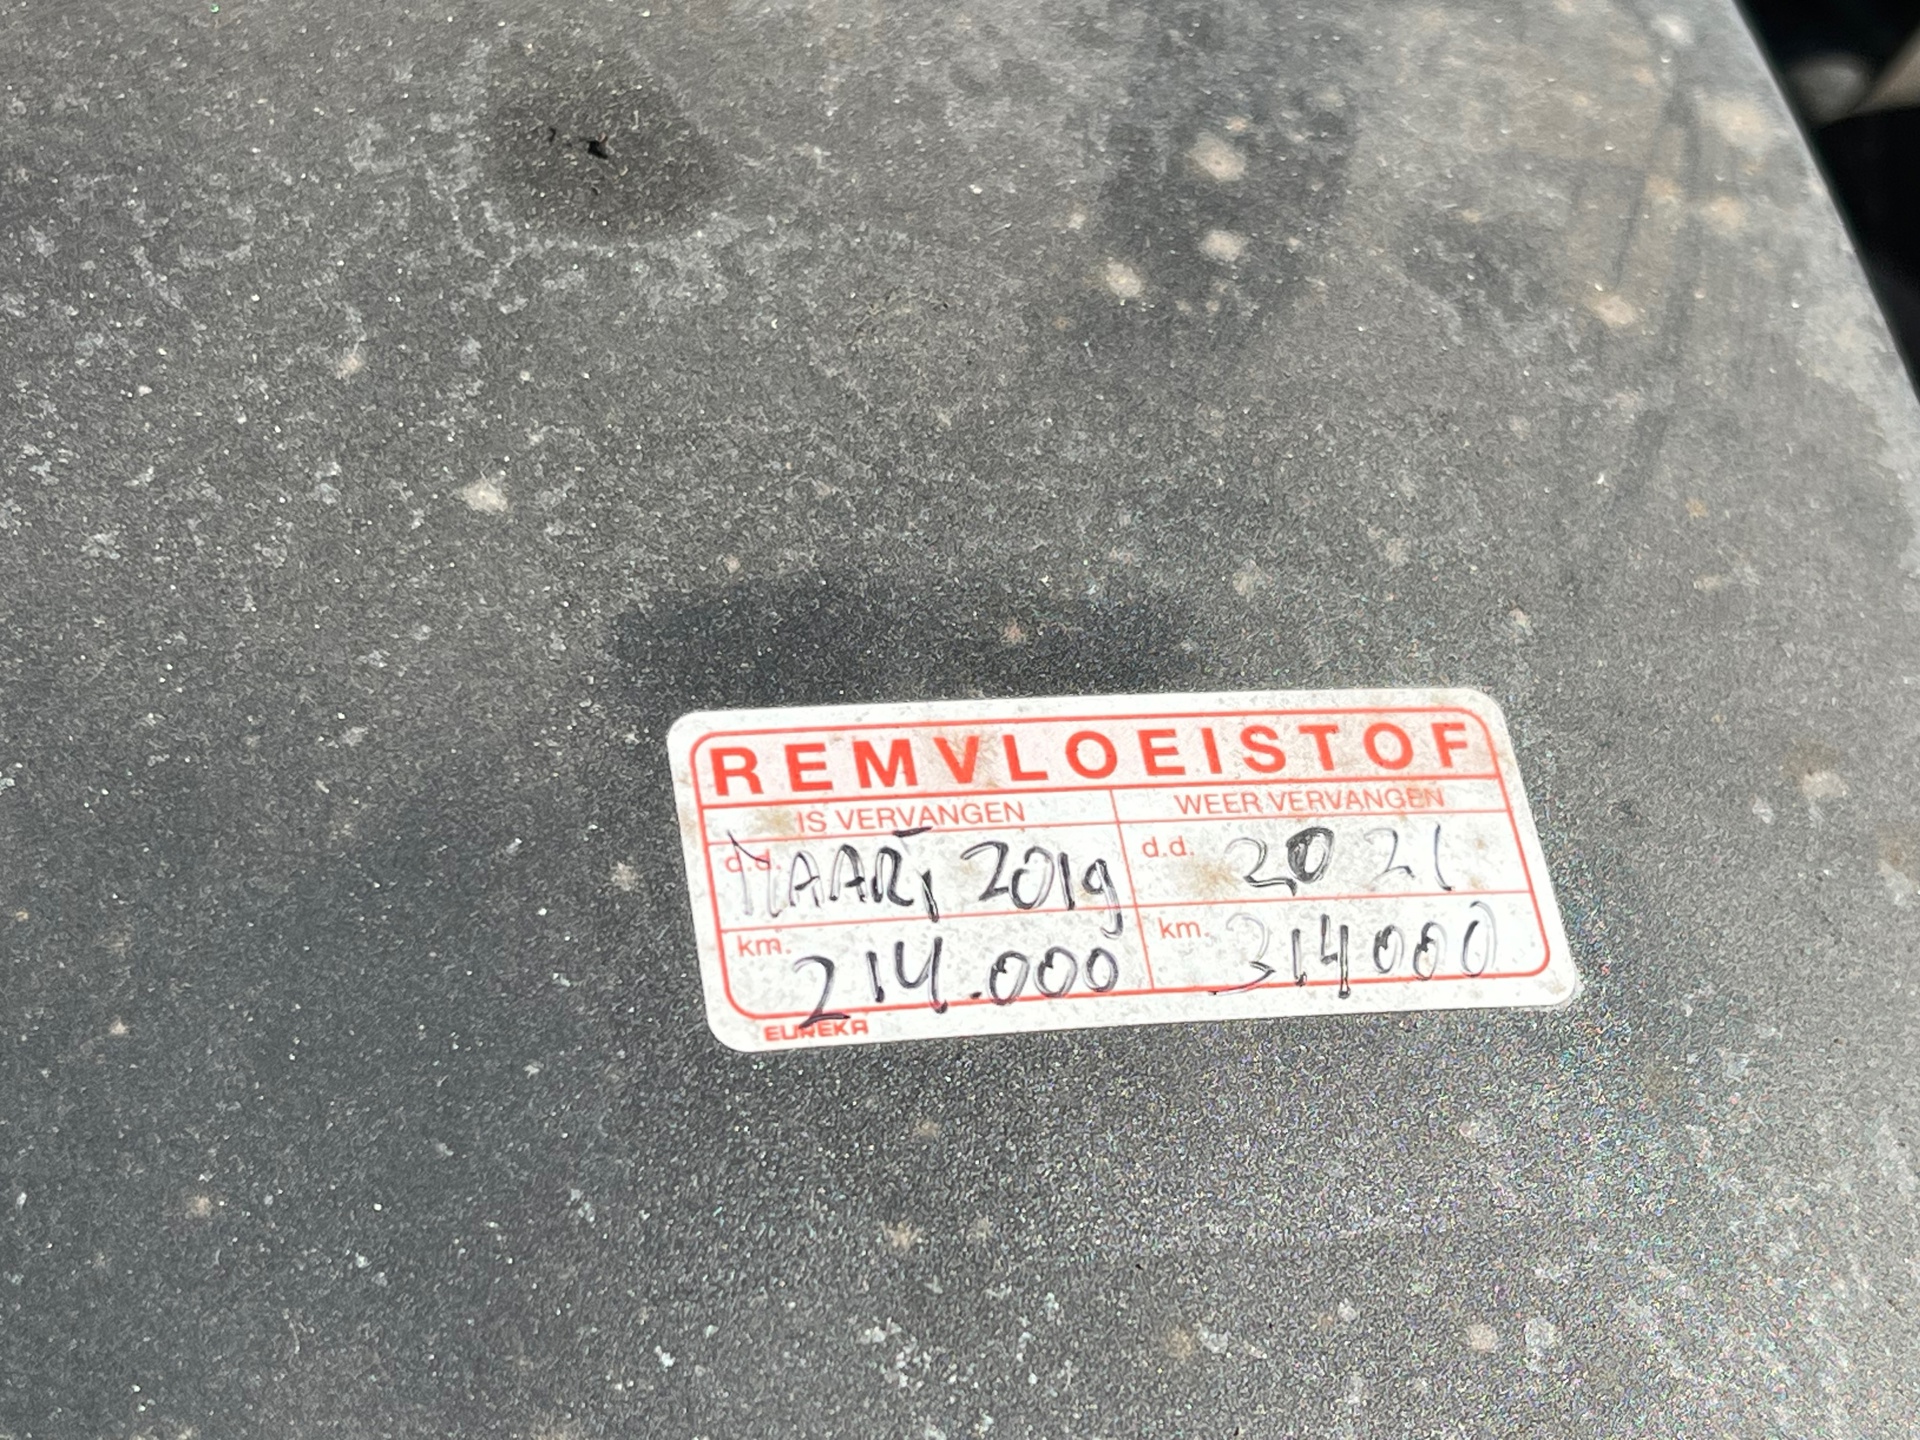 REMVLOEISTOF
IS VERVANGEN WEER VERVANGEN
d.d. MAART 2019 d.d. 2021
km. 214.000 km. 314000
EUREKA